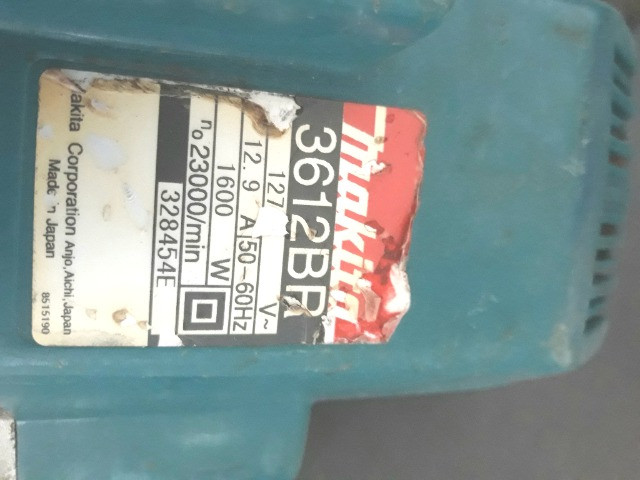 makita
3612BR
127 V~
12.9 A 50-60Hz
1600 W
n₀ 23000/min
328454E
Makita Corporation Anjo, Aichi, Japan
Made in Japan
8515190